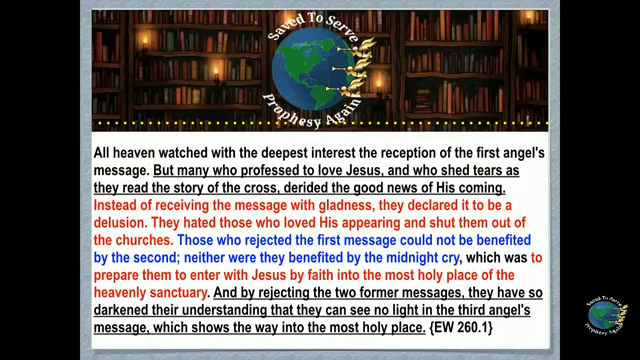 Saved To Serve
Prophesy Again
All heaven watched with the deepest interest the reception of the first angel's
message. But many who professed to love Jesus, and who shed tears as
they read the story of the cross, derided the good news of His coming.
Instead of receiving the message with gladness, they declared it to be a
delusion. They hated those who loved His appearing and shut them out of
the churches. Those who rejected the first message could not be benefited
by the second; neither were they benefited by the midnight cry, which was to
prepare them to enter with Jesus by faith into the most holy place of the
heavenly sanctuary. And by rejecting the two former messages, they have so
darkened their understanding that they can see no light in the third angel's
message, which shows the way into the most holy place. {EW 260.1}
Saved To Serve
Prophesy Again